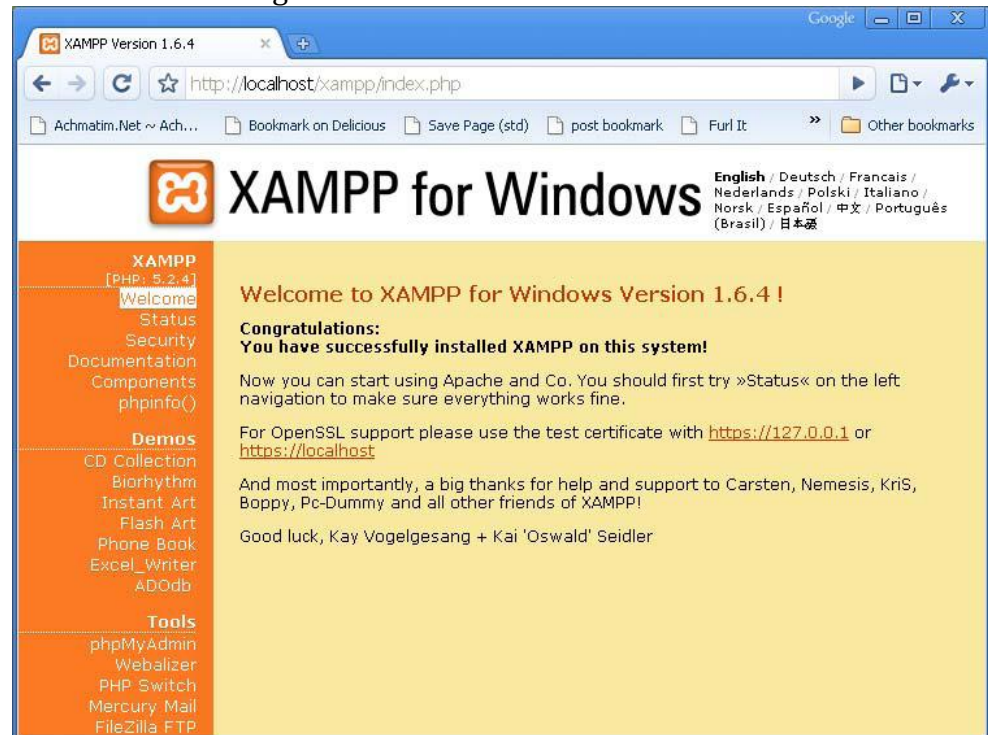 Google
XAMPP Version 1.6.4
http://localhost/xampp/index.php
Achmatim.Net ~ Ach... Bookmark on Delicious Save Page (std) post bookmark Furl It » Other bookmarks
XAMPP for Windows
English / Deutsch / Francais /
Nederlands / Polski / Italiano /
Norsk / Español / 中文 / Português
(Brasil) / 日本語
XAMPP
[PHP: 5.2.4]
Welcome
Status
Security
Documentation
Components
phpinfo()
Demos
CD Collection
Biorhythm
Instant Art
Flash Art
Phone Book
Excel_Writer
ADOdb
Tools
phpMyAdmin
Webalizer
PHP Switch
Mercury Mail
FileZilla FTP
Welcome to XAMPP for Windows Version 1.6.4 !
Congratulations:
You have successfully installed XAMPP on this system!
Now you can start using Apache and Co. You should first try »Status« on the left
navigation to make sure everything works fine.
For OpenSSL support please use the test certificate with https://127.0.0.1 or
https://localhost
And most importantly, a big thanks for help and support to Carsten, Nemesis, KriS,
Boppy, Pc-Dummy and all other friends of XAMPP!
Good luck, Kay Vogelgesang + Kai 'Oswald' Seidler